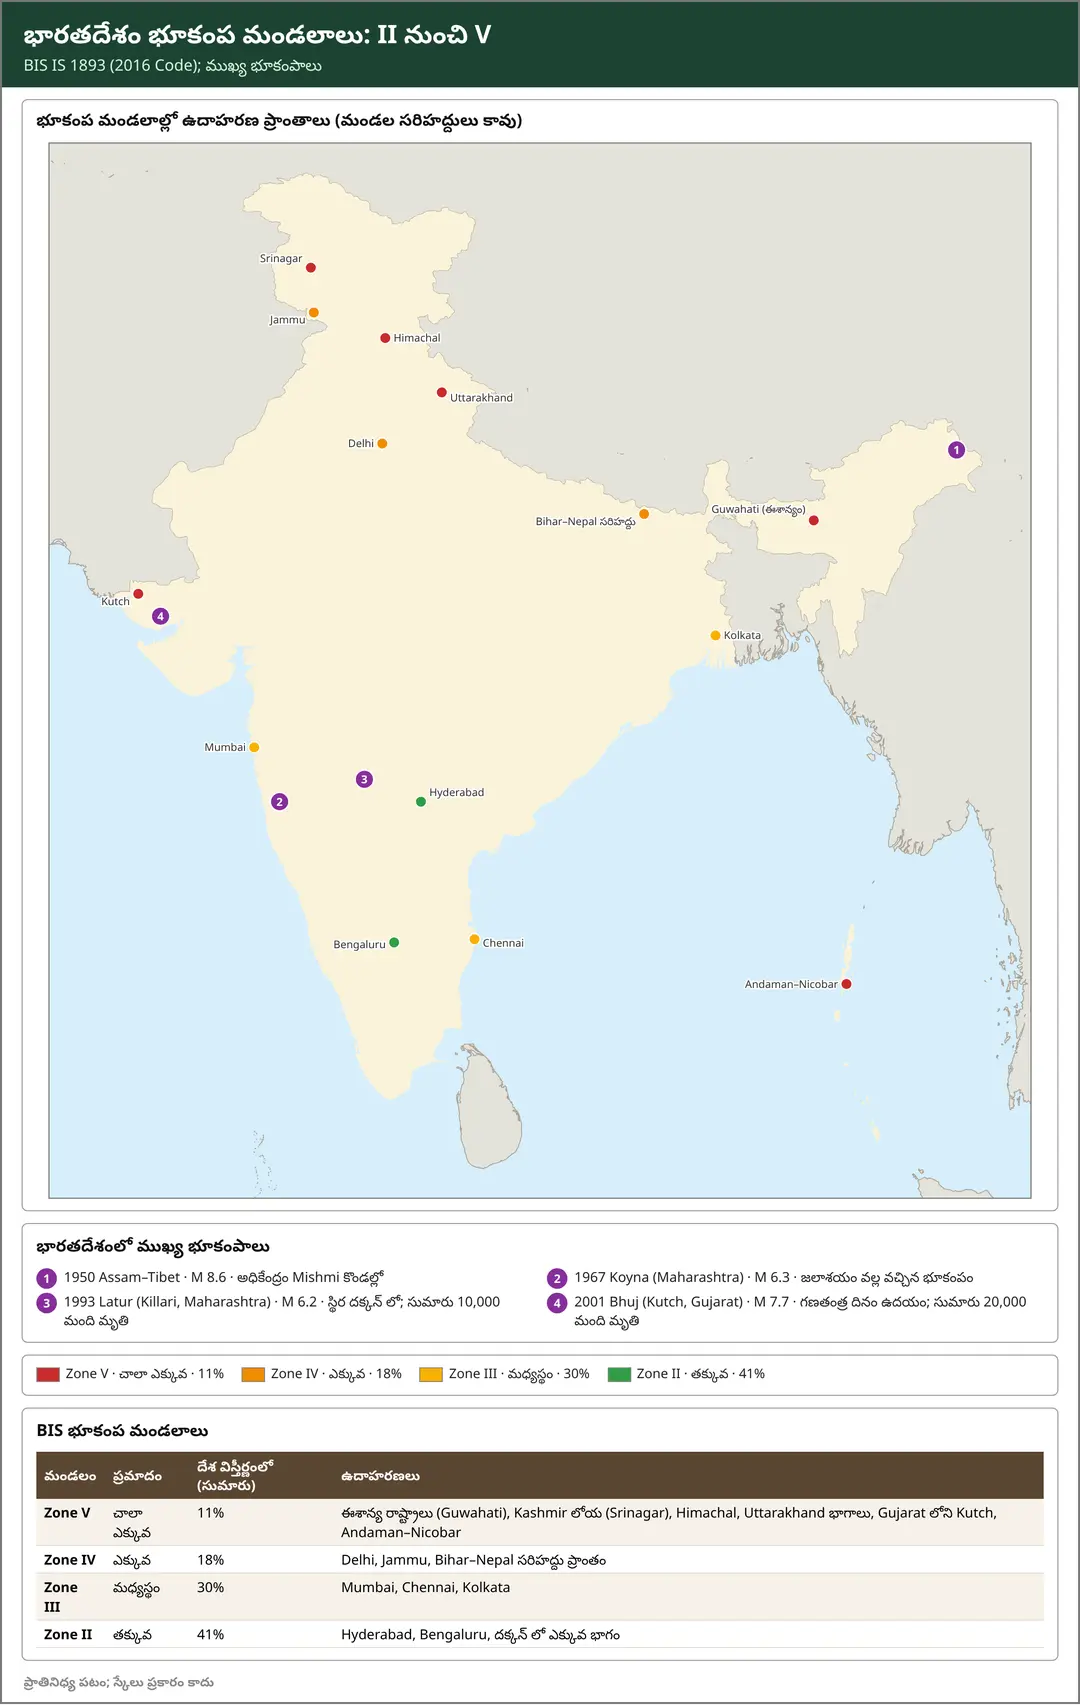 భారతదేశం భూకంప మండలాలు: II నుంచి V
BIS IS 1893 (2016 Code); ముఖ్య భూకంపాలు
భూకంప మండలాల్లో ఉదాహరణ ప్రాంతాలు (మండల సరిహద్దులు కావు)
Srinagar
Jammu
Himachal
Uttarakhand
Delhi
1
Guwahati (ఈశాన్యం)
Bihar–Nepal సరిహద్దు
Kutch
4
Kolkata
Mumbai
3
2
Hyderabad
Bengaluru
Chennai
Andaman–Nicobar
భారతదేశంలో ముఖ్య భూకంపాలు
1 1950 Assam–Tibet · M 8.6 · అధికేంద్రం Mishmi కొండల్లో
2 1967 Koyna (Maharashtra) · M 6.3 · జలాశయం వల్ల వచ్చిన భూకంపం
3 1993 Latur (Killari, Maharashtra) · M 6.2 · స్థిర దక్కన్ లో; సుమారు 10,000
మంది మృతి
4 2001 Bhuj (Kutch, Gujarat) · M 7.7 · గణతంత్ర దినం ఉదయం; సుమారు 20,000
మంది మృతి
Zone V · చాలా ఎక్కువ · 11% Zone IV · ఎక్కువ · 18% Zone III · మధ్యస్థం · 30% Zone II · తక్కువ · 41%
BIS భూకంప మండలాలు
మండలం ప్రమాదం దేశ విస్తీర్ణంలో (సుమారు) ఉదాహరణలు
Zone V చాలా ఎక్కువ 11% ఈశాన్య రాష్ట్రాలు (Guwahati), Kashmir లోయ (Srinagar), Himachal, Uttarakhand భాగాలు, Gujarat లోని Kutch,
Andaman–Nicobar
Zone IV ఎక్కువ 18% Delhi, Jammu, Bihar–Nepal సరిహద్దు ప్రాంతం
Zone III మధ్యస్థం 30% Mumbai, Chennai, Kolkata
Zone II తక్కువ 41% Hyderabad, Bengaluru, దక్కన్ లో ఎక్కువ భాగం
ప్రాతినిధ్య పటం; స్కేలు ప్రకారం కాదు